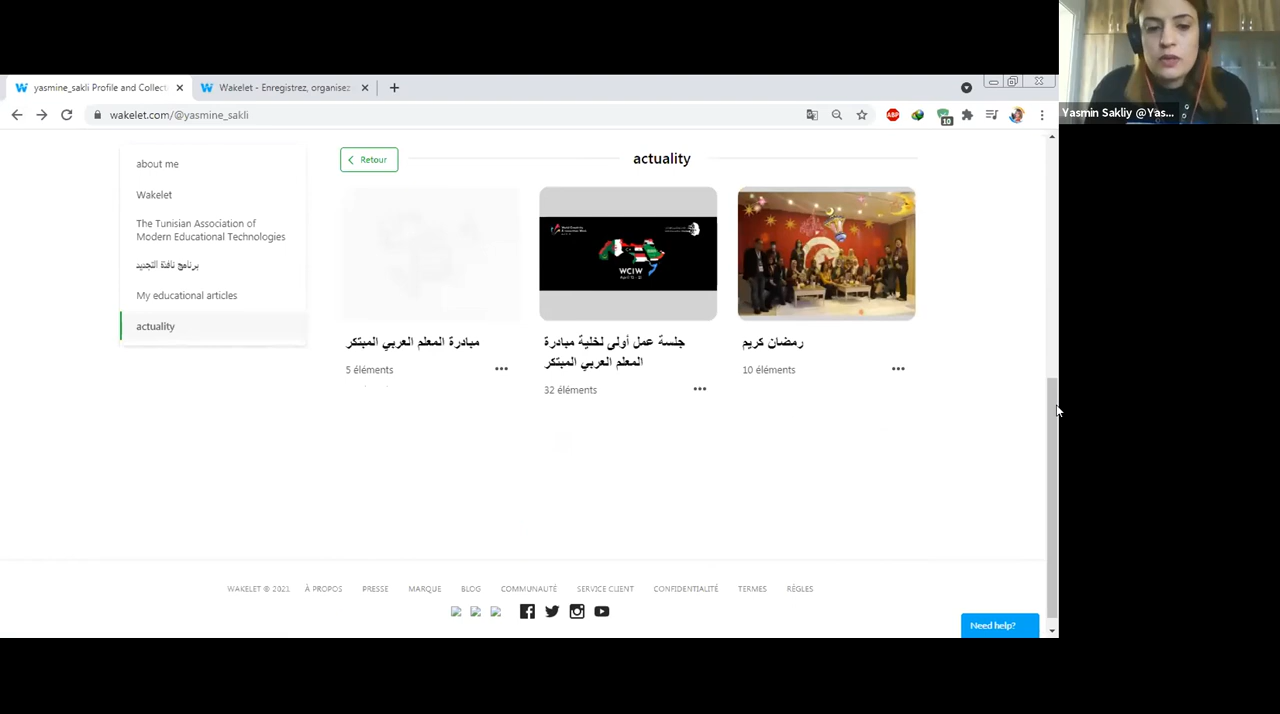 yasmine_sakli Profile and Collect
Wakelet - Enregistrez, organisez
wakelet.com/@yasmine_sakli
ABP
10
Yasmin Sakliy @Yas...
about me
Wakelet
The Tunisian Association of
Modern Educational Technologies
برنامج نافذة التجديد
My educational articles
actuality
Retour
actuality
مبادرة المعلم العربي المبتكر
5 éléments
WCIW
جلسة عمل أولى لخلية مبادرة
المعلم العربي المبتكر
32 éléments
رمضان كريم
10 éléments
WAKELET © 2021
À PROPOS
PRESSE
MARQUE
BLOG
COMMUNAUTÉ
SERVICE CLIENT
CONFIDENTIALITÉ
TERMES
RÈGLES
Need help?